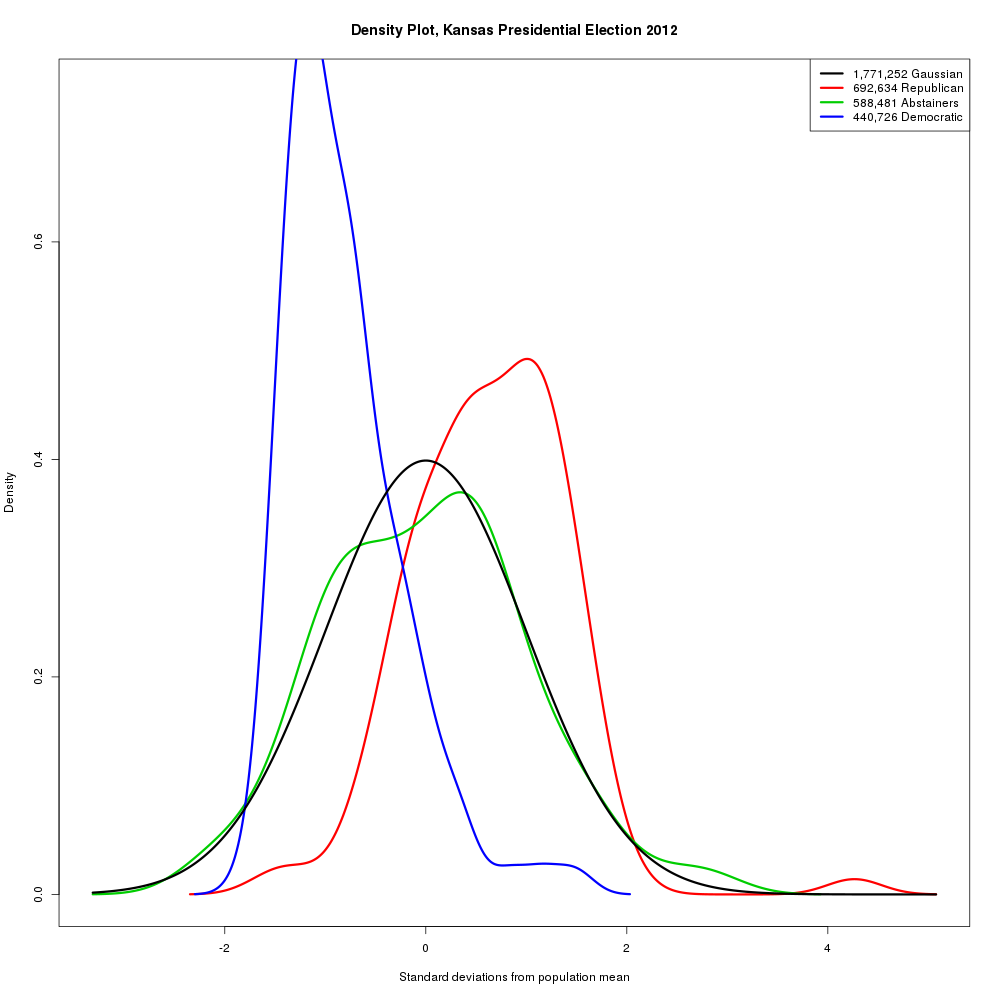 Density Plot, Kansas Presidential Election 2012
1,771,252 Gaussian
692,634 Republican
588,481 Abstainers
440,726 Democratic
Density
0.6
0.4
0.2
0.0
-2 0 2 4
Standard deviations from population mean